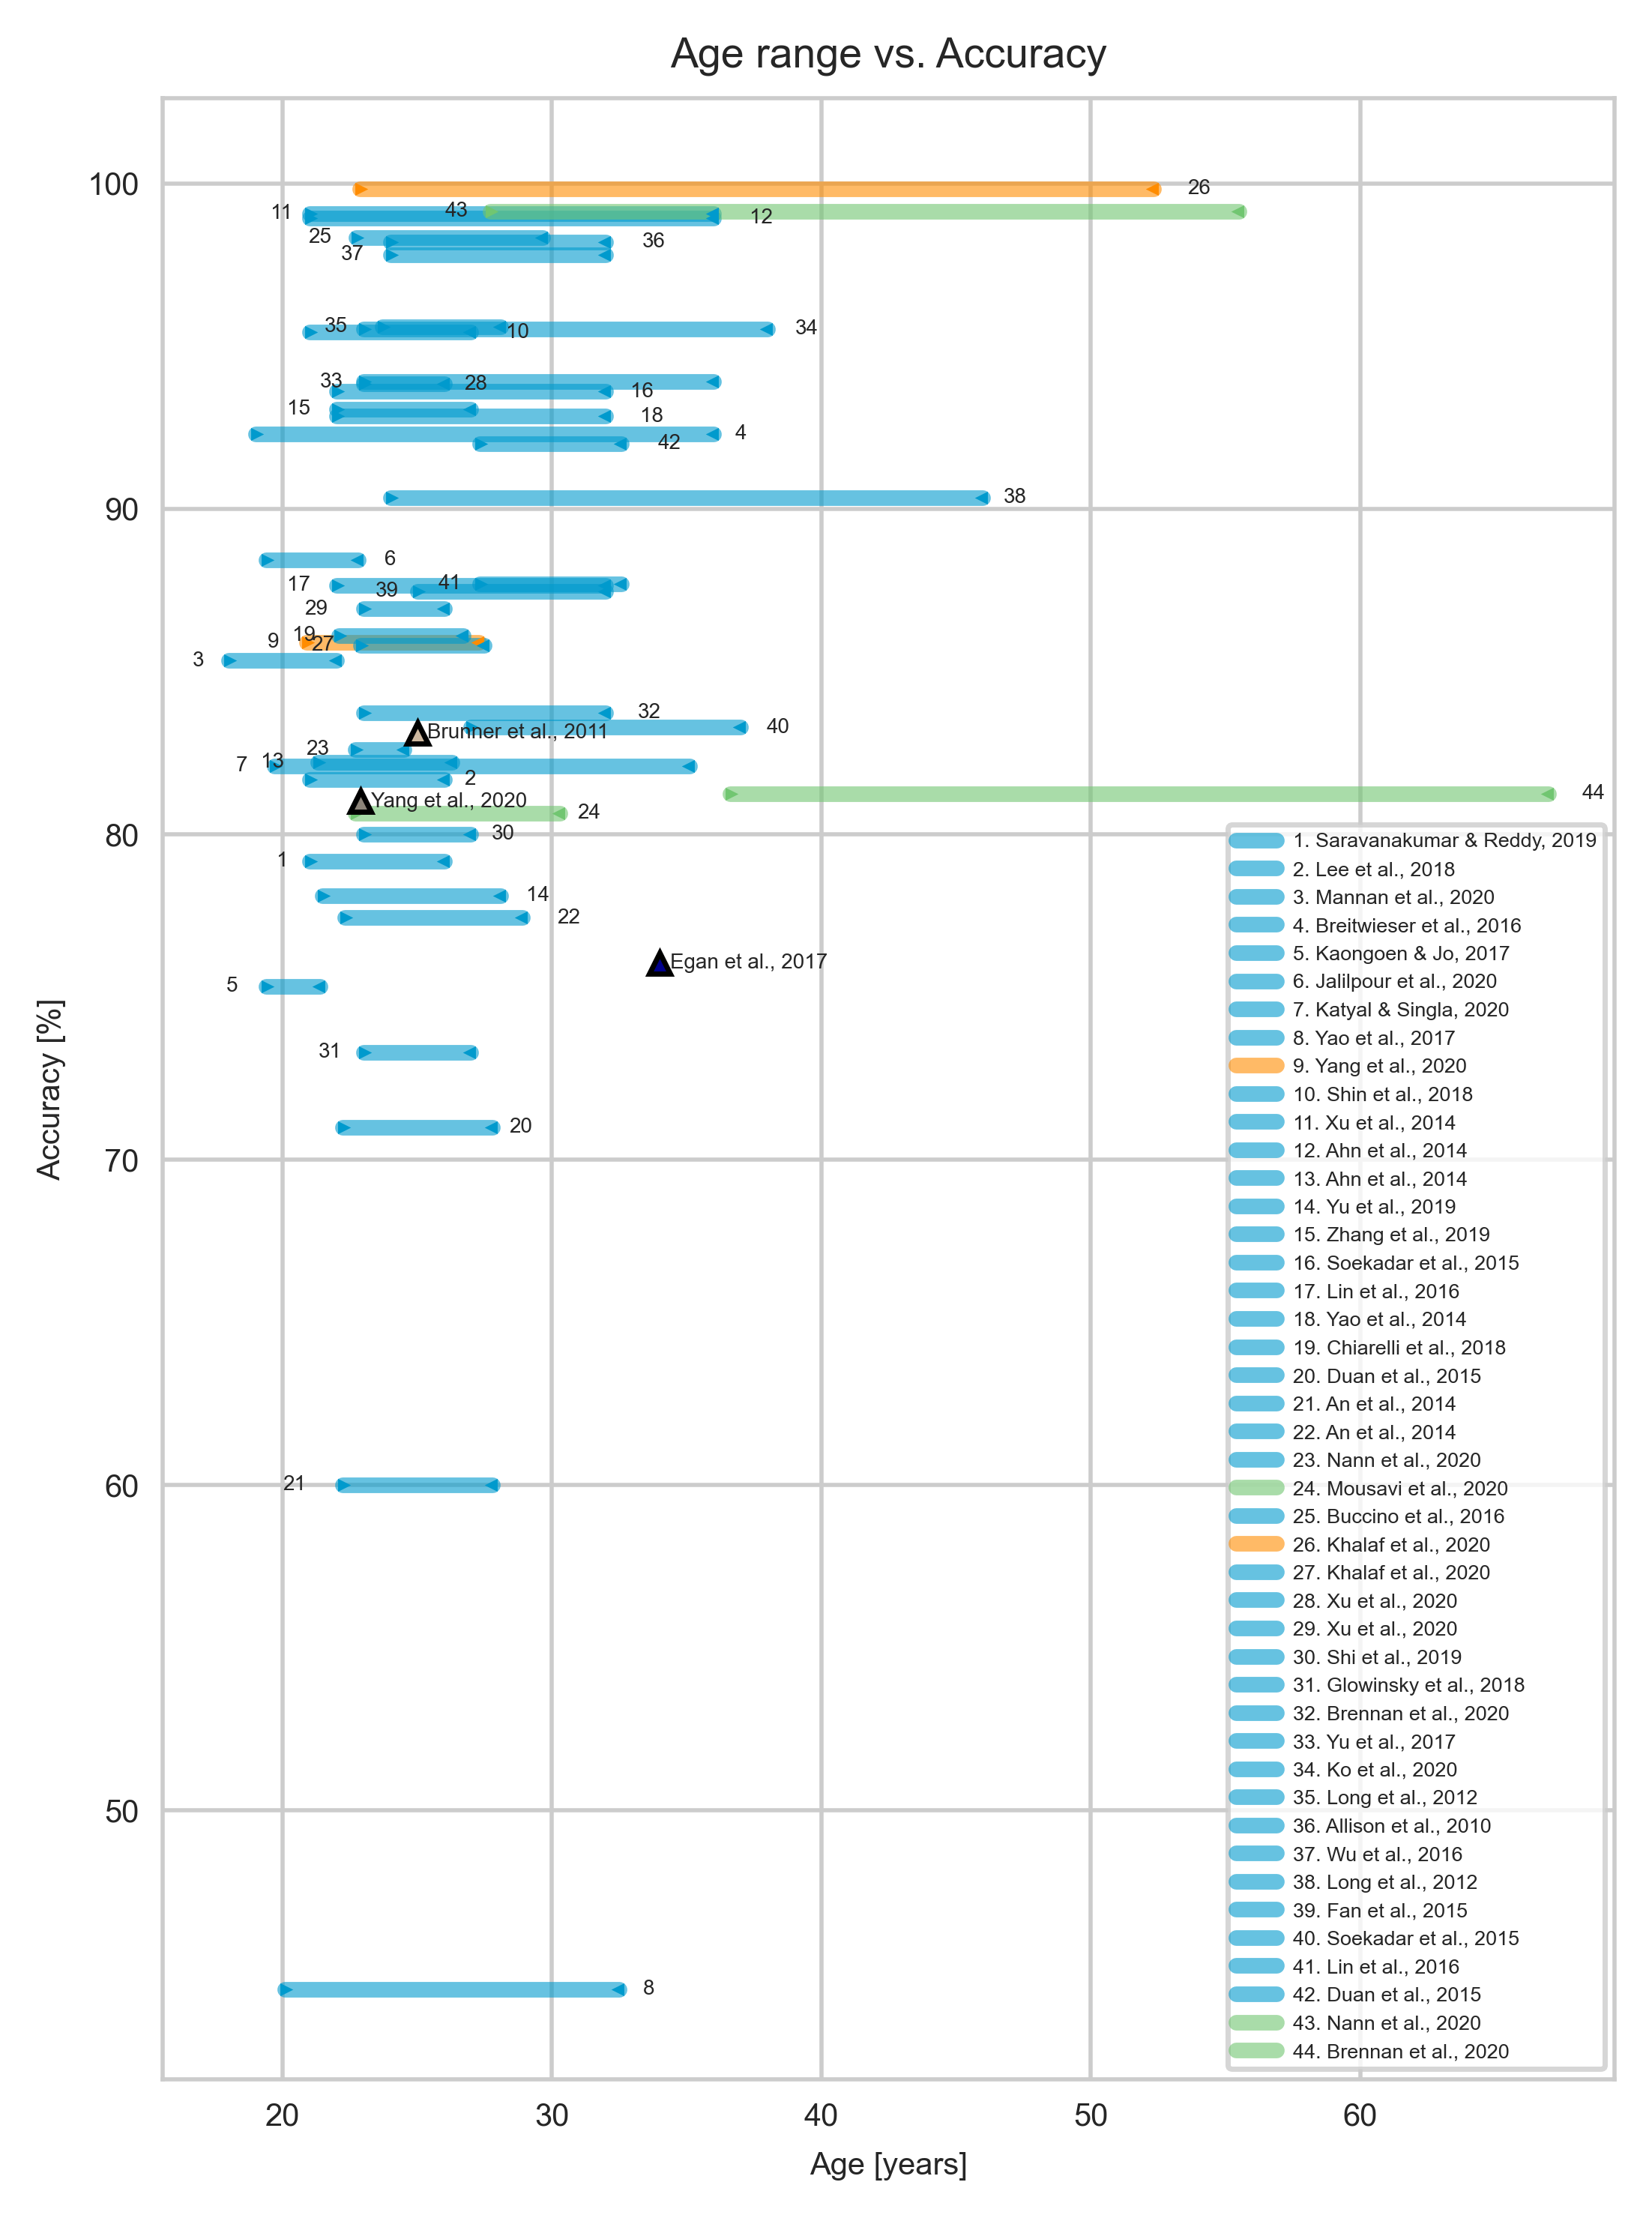 Age range vs. Accuracy
100
26
11
43
12
25
36
37
35
10
34
33
28
16
15
18
4
42
90
38
6
17
41
39
29
19
9
27
3
32
Brunner et al., 2011
40
23
13
7
2
Yang et al., 2020
44
24
80
30
1
14
22
Egan et al., 2017
5
31
20
70
60
21
50
8
Accuracy [%]
1. Saravanakumar & Reddy, 2019
2. Lee et al., 2018
3. Mannan et al., 2020
4. Breitwieser et al., 2016
5. Kaongoen & Jo, 2017
6. Jalilpour et al., 2020
7. Katyal & Singla, 2020
8. Yao et al., 2017
9. Yang et al., 2020
10. Shin et al., 2018
11. Xu et al., 2014
12. Ahn et al., 2014
13. Ahn et al., 2014
14. Yu et al., 2019
15. Zhang et al., 2019
16. Soekadar et al., 2015
17. Lin et al., 2016
18. Yao et al., 2014
19. Chiarelli et al., 2018
20. Duan et al., 2015
21. An et al., 2014
22. An et al., 2014
23. Nann et al., 2020
24. Mousavi et al., 2020
25. Buccino et al., 2016
26. Khalaf et al., 2020
27. Khalaf et al., 2020
28. Xu et al., 2020
29. Xu et al., 2020
30. Shi et al., 2019
31. Glowinsky et al., 2018
32. Brennan et al., 2020
33. Yu et al., 2017
34. Ko et al., 2020
35. Long et al., 2012
36. Allison et al., 2010
37. Wu et al., 2016
38. Long et al., 2012
39. Fan et al., 2015
40. Soekadar et al., 2015
41. Lin et al., 2016
42. Duan et al., 2015
43. Nann et al., 2020
44. Brennan et al., 2020
20 30 40 50 60
Age [years]